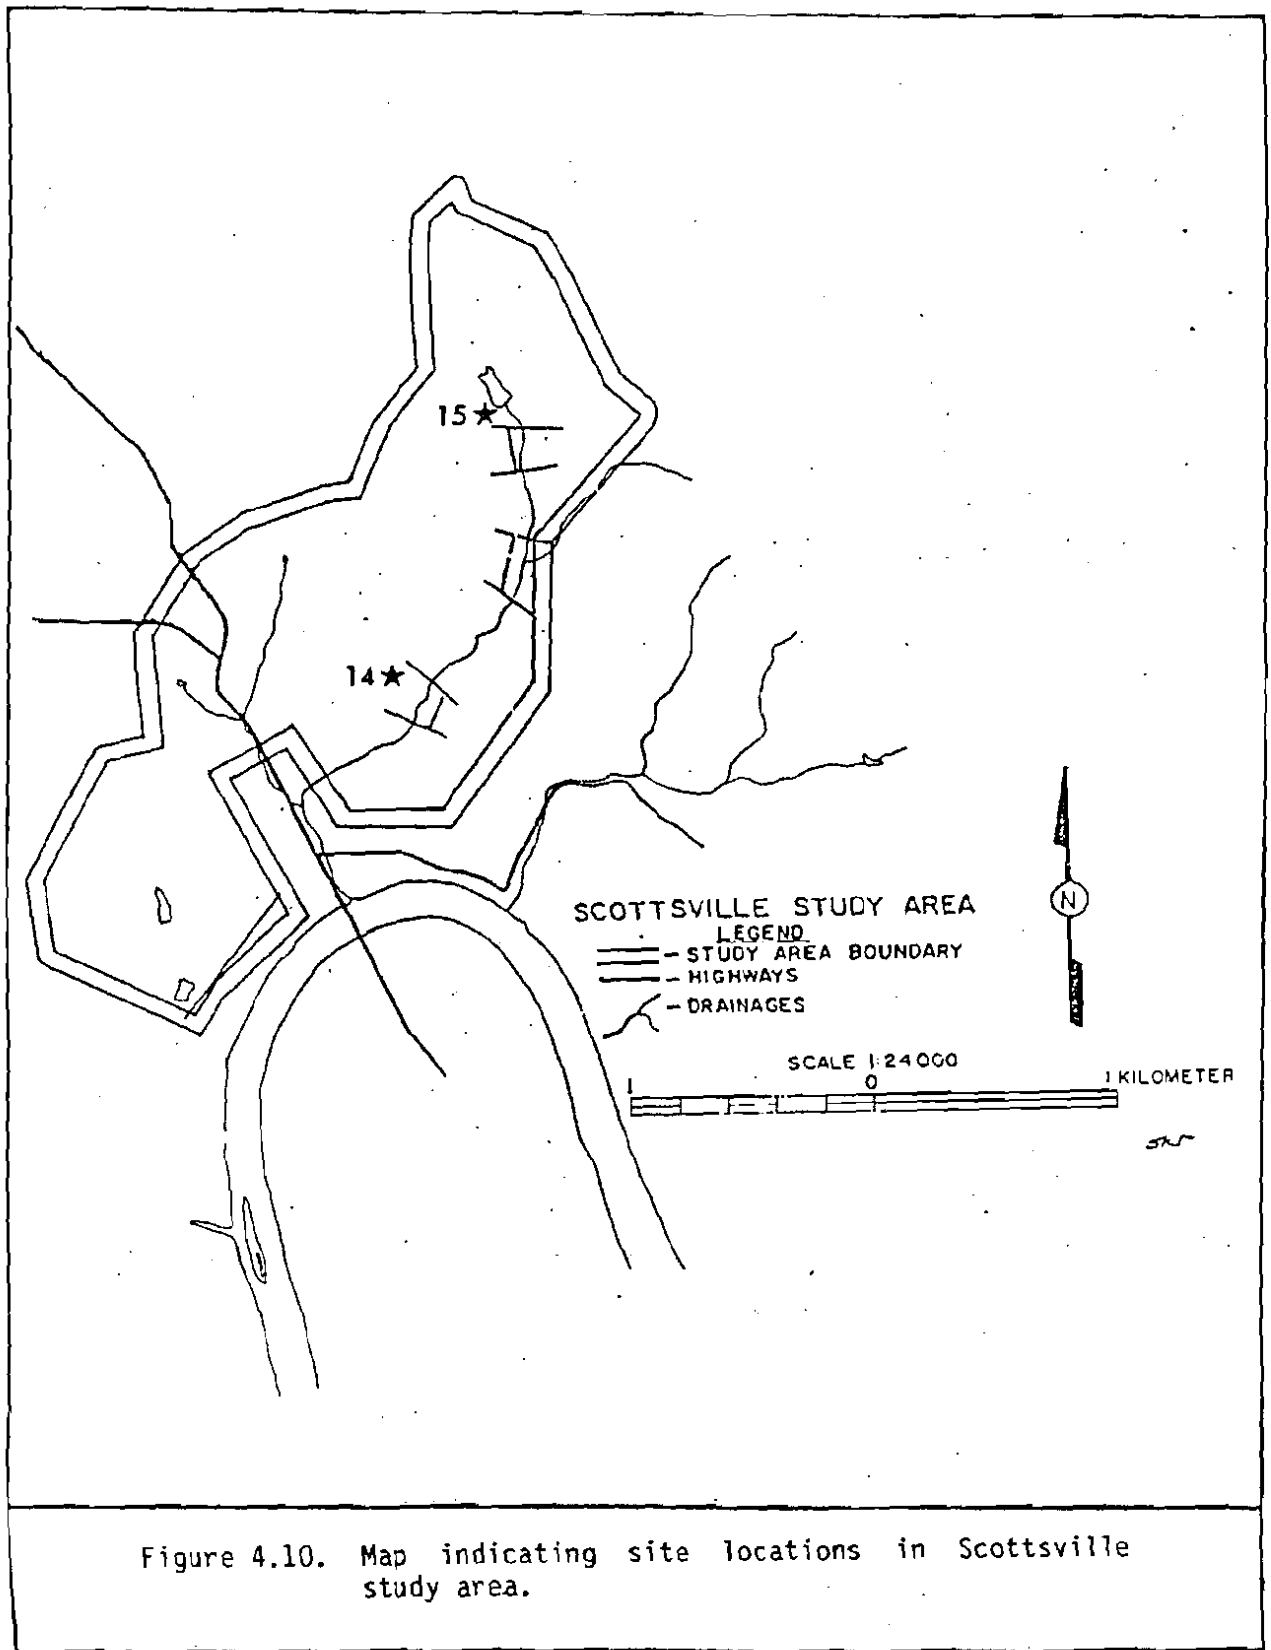 15★
14★
N
SCOTTSVILLE STUDY AREA
LEGEND
- STUDY AREA BOUNDARY
- HIGHWAYS
- DRAINAGES
SCALE 1:24000
1 0 1 KILOMETER
Figure 4.10. Map indicating site locations in Scottsville
study area.